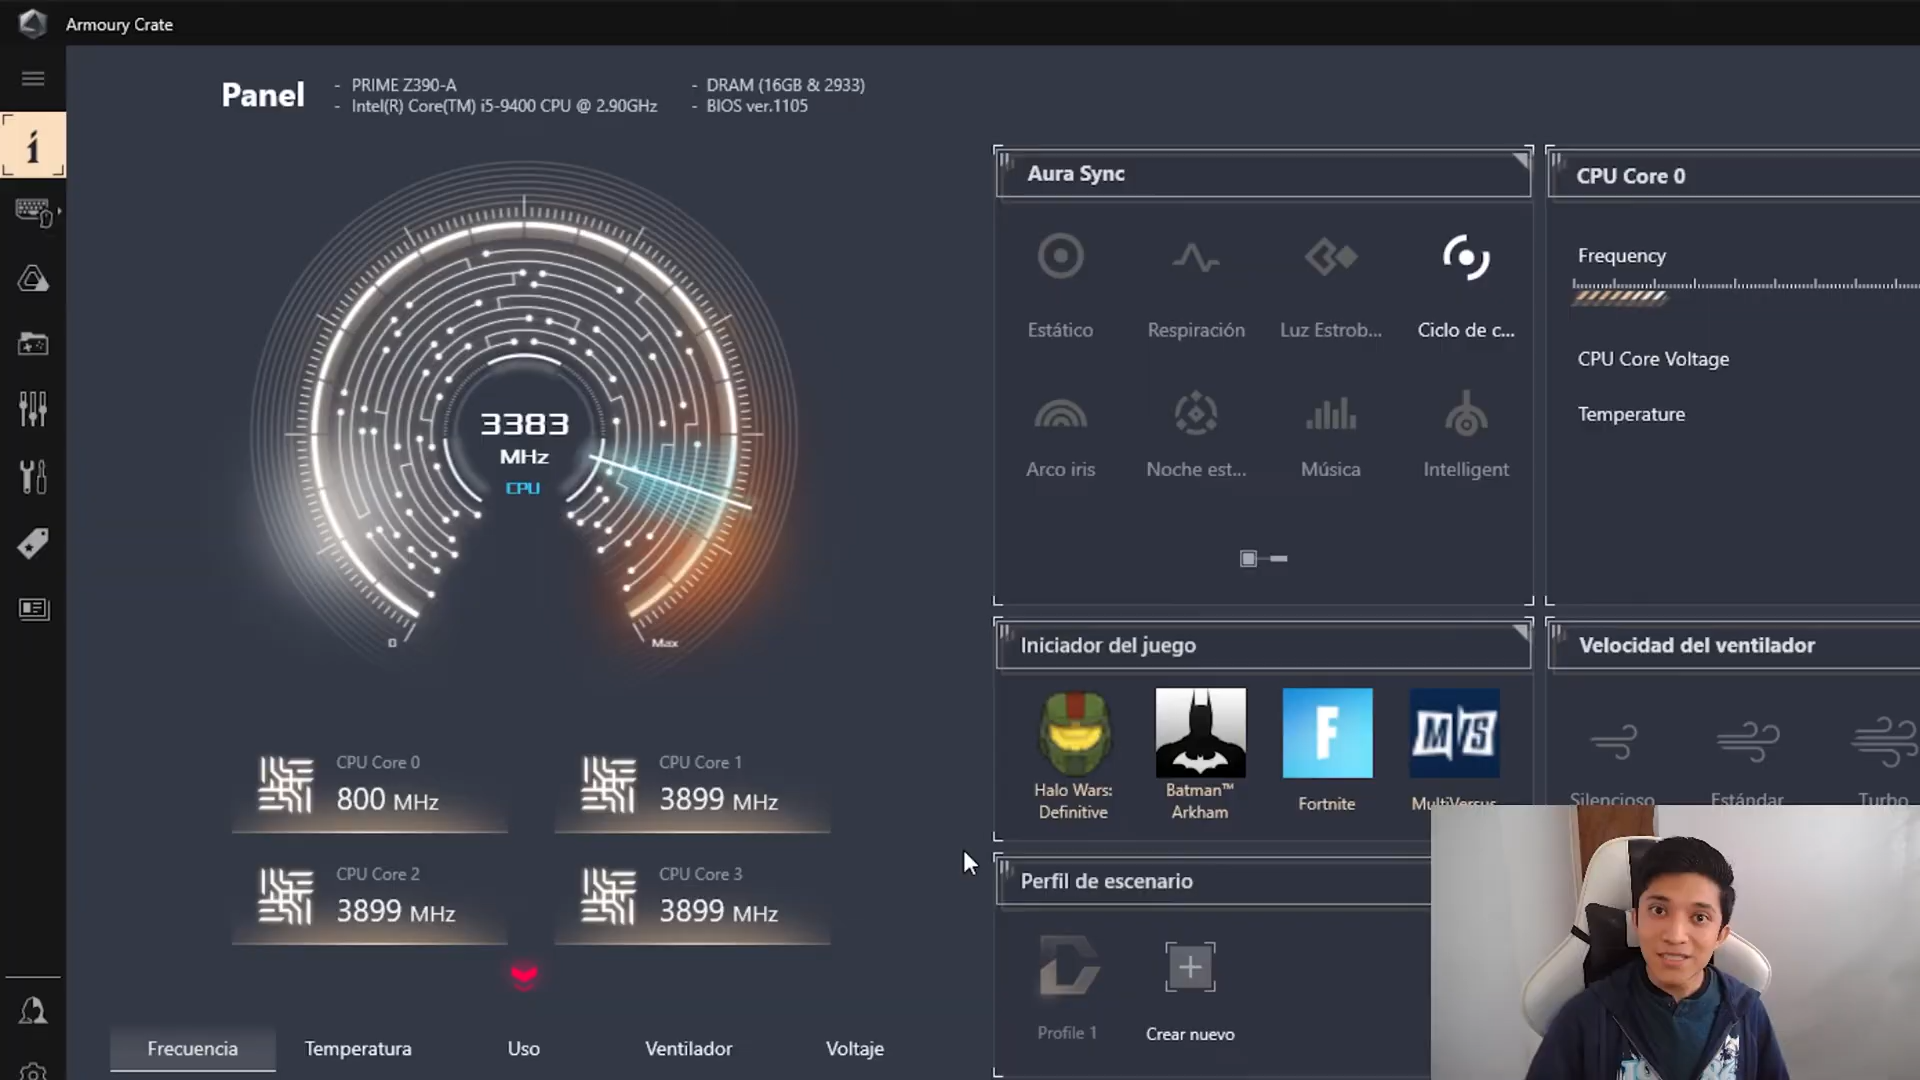 Armoury Crate
Panel
- PRIME Z390-A
- Intel(R) Core(TM) i5-9400 CPU @ 2.90GHz
- DRAM (16GB & 2933)
- BIOS ver.1105
3383
MHz
CPU
0
Max
CPU Core 0
800 MHz
CPU Core 1
3899 MHz
CPU Core 2
3899 MHz
CPU Core 3
3899 MHz
Frecuencia
Temperatura
Uso
Ventilador
Voltaje
Aura Sync
Estático
Respiración
Luz Estrob...
Ciclo de c...
Arco iris
Noche est...
Música
Intelligent
CPU Core 0
Frequency
CPU Core Voltage
Temperature
Iniciador del juego
F
M/S
Halo Wars:
Definitive
Batman™
Arkham
Fortnite
MultiVersus
Velocidad del ventilador
Silencioso
Estándar
Turbo
Perfil de escenario
Profile 1
Crear nuevo